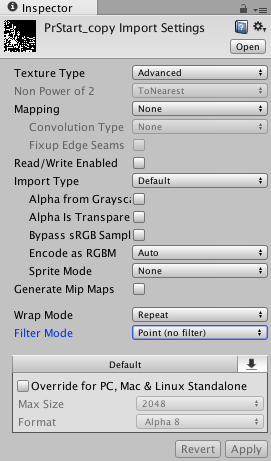 Inspector
PrStart_copy Import Settings
Open
Texture Type Advanced
Non Power of 2 ToNearest
Mapping None
Convolution Type None
Fixup Edge Seams
Read/Write Enabled
Import Type Default
Alpha from Graysca
Alpha Is Transpare
Bypass sRGB Sampl
Encode as RGBM Auto
Sprite Mode None
Generate Mip Maps
Wrap Mode Repeat
Filter Mode Point (no filter)
Default
Override for PC, Mac & Linux Standalone
Max Size 2048
Format Alpha 8
Revert Apply